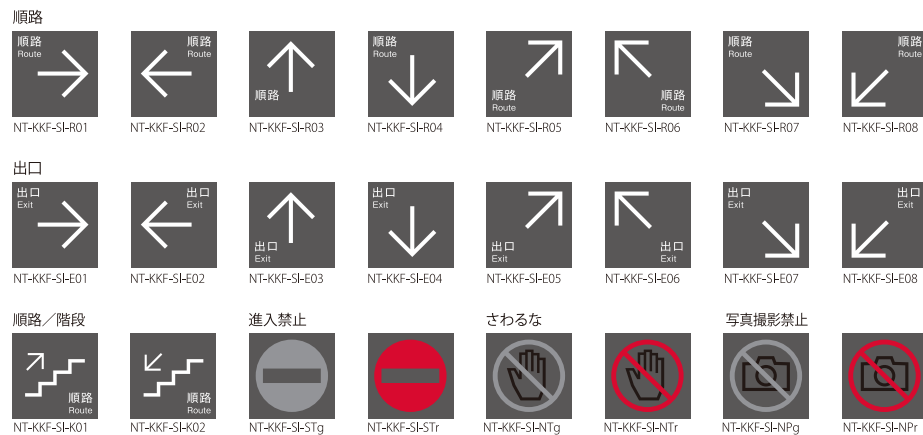 順路
順路
Route
順路
Route
順路
順路
Route
順路
Route
順路
Route
順路
Route
順路
Route
NT-KKF-SI-R01
NT-KKF-SI-R02
NT-KKF-SI-R03
NT-KKF-SI-R04
NT-KKF-SI-R05
NT-KKF-SI-R06
NT-KKF-SI-R07
NT-KKF-SI-R08
出口
出口
Exit
出口
Exit
出口
Exit
出口
Exit
出口
Exit
出口
Exit
出口
Exit
出口
Exit
NT-KKF-SI-E01
NT-KKF-SI-E02
NT-KKF-SI-E03
NT-KKF-SI-E04
NT-KKF-SI-E05
NT-KKF-SI-E06
NT-KKF-SI-E07
NT-KKF-SI-E08
順路／階段
進入禁止
さわるな
写真撮影禁止
順路
Route
順路
Route
NT-KKF-SI-K01
NT-KKF-SI-K02
NT-KKF-SI-STg
NT-KKF-SI-STr
NT-KKF-SI-NTg
NT-KKF-SI-NTr
NT-KKF-SI-NPg
NT-KKF-SI-NPr